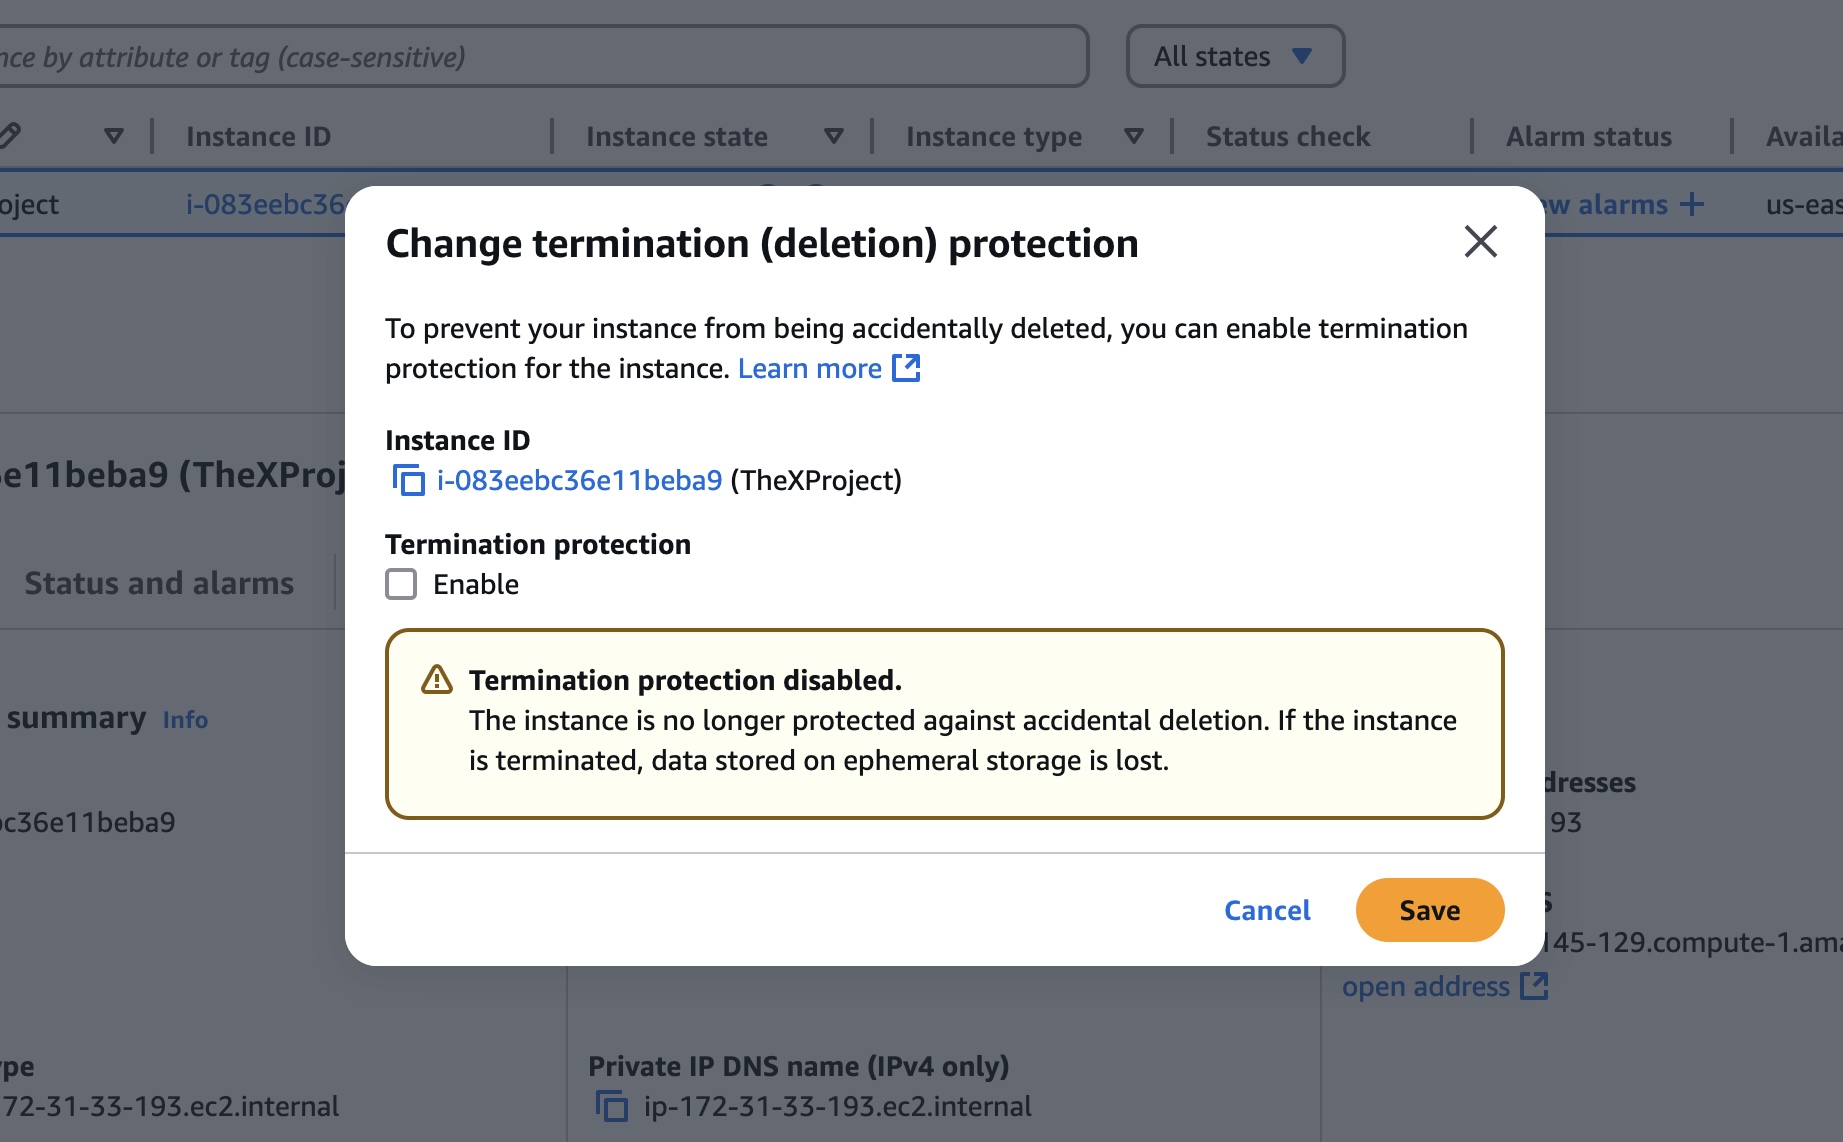 nce by attribute or tag (case-sensitive)
All states
Instance ID
Instance state
Instance type
Status check
Alarm status
Availa
oject
i-083eebc36
ew alarms +
us-eas
Change termination (deletion) protection
To prevent your instance from being accidentally deleted, you can enable termination
protection for the instance. Learn more
Instance ID
i-083eebc36e11beba9 (TheXProject)
Termination protection
Enable
Termination protection disabled.
The instance is no longer protected against accidental deletion. If the instance
is terminated, data stored on ephemeral storage is lost.
Cancel
Save
e11beba9 (TheXProj
Status and alarms
summary Info
c36e11beba9
dresses
93
S
145-129.compute-1.ama
open address
ype
72-31-33-193.ec2.internal
Private IP DNS name (IPv4 only)
ip-172-31-33-193.ec2.internal